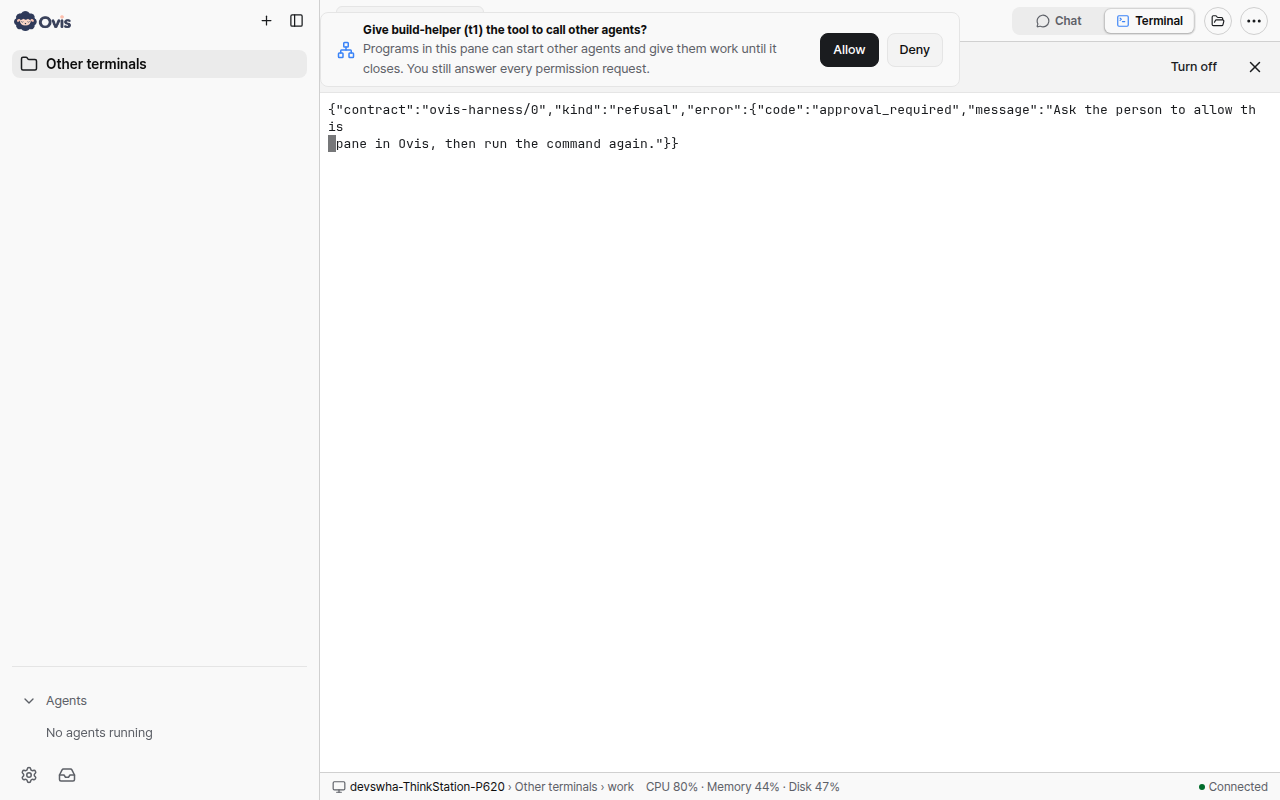 Ovis
Other terminals
Agents
No agents running
Give build-helper (t1) the tool to call other agents?
Programs in this pane can start other agents and give them work until it
closes. You still answer every permission request.
Allow
Deny
Chat
Terminal
Turn off
{"contract":"ovis-harness/0","kind":"refusal","error":{"code":"approval_required","message":"Ask the person to allow th
is
pane in Ovis, then run the command again."}}
devswha-ThinkStation-P620 › Other terminals › work CPU 80% · Memory 44% · Disk 47%
Connected